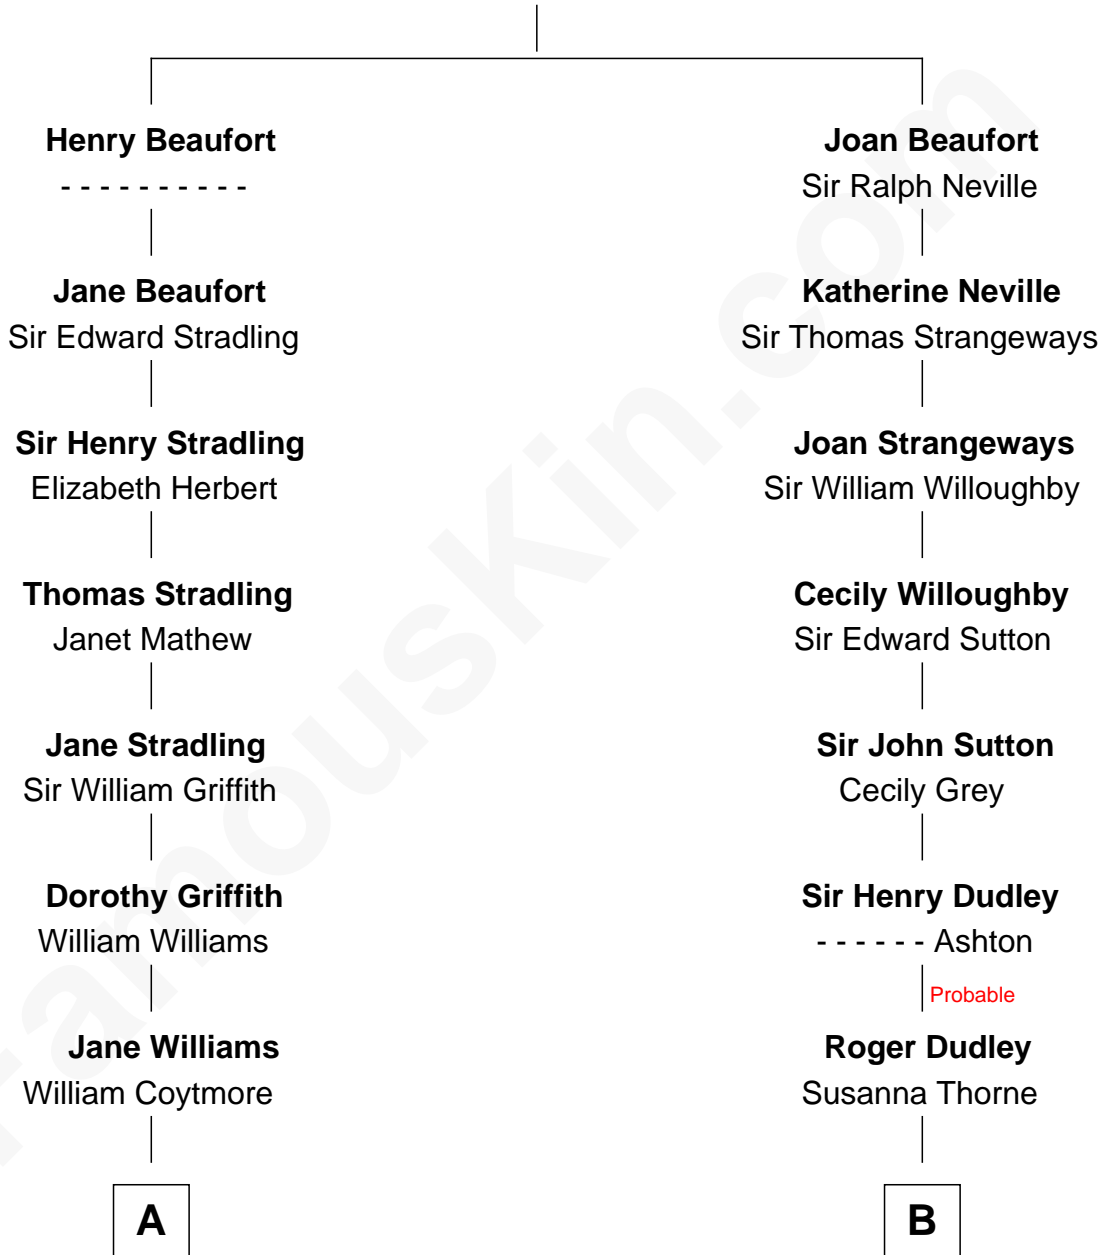 Henry Beaufort
- - - - - - - - - -
Jane Beaufort
Sir Edward Stradling
Sir Henry Stradling
Elizabeth Herbert
Thomas Stradling
Janet Mathew
Jane Stradling
Sir William Griffith
Dorothy Griffith
William Williams
Jane Williams
William Coytmore
A
Joan Beaufort
Sir Ralph Neville
Katherine Neville
Sir Thomas Strangeways
Joan Strangeways
Sir William Willoughby
Cecily Willoughby
Sir Edward Sutton
Sir John Sutton
Cecily Grey
Sir Henry Dudley
- - - - - - Ashton
Probable
Roger Dudley
Susanna Thorne
B
FamousKin.com